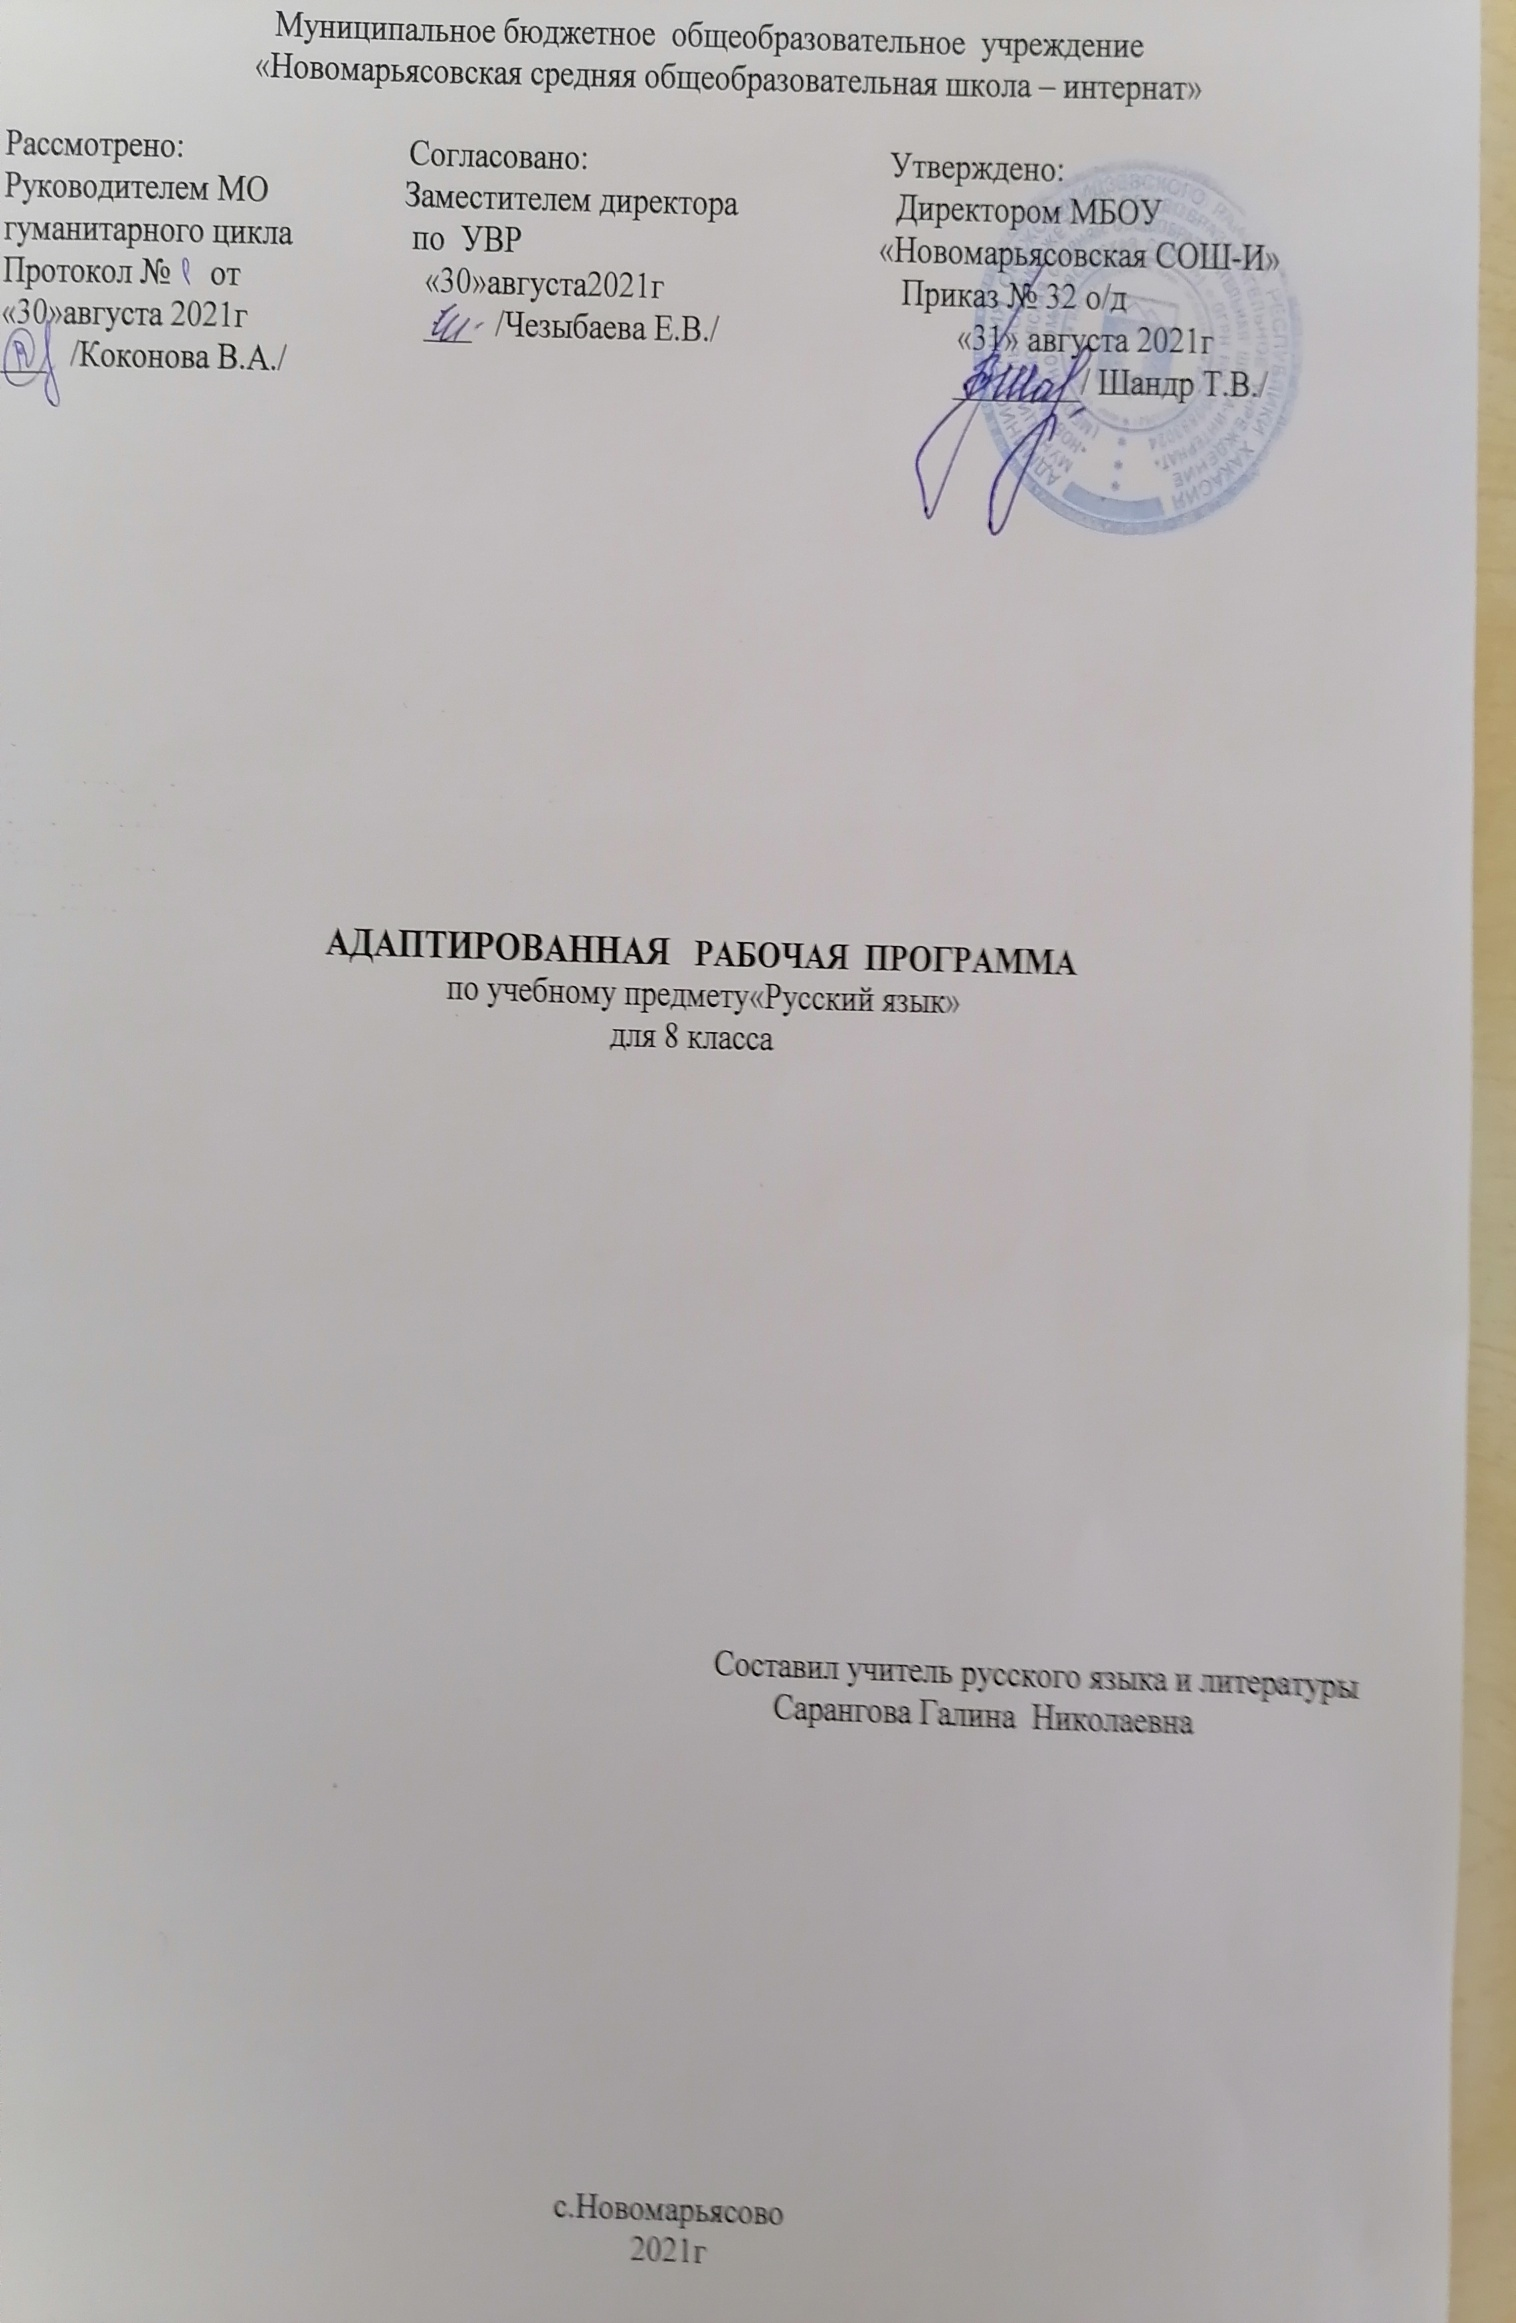 Муниципальное бюджетное общеобразовательное учреждение
«Новомарьясовская средняя общеобразовательная школа – интернат»
Рассмотрено:
Руководителем МО
гуманитарного цикла
Протокол № 1 от
«30»августа 2021г
/Коконова В.А./
Согласовано:
Заместителем директора
по УВР
«30»августа2021г
/Чезыбаева Е.В./
Утверждено:
Директором МБОУ
«Новомарьясовская СОШ-И»
Приказ № 32 о/д
«31» августа 2021г
/ Шандр Т.В./
РЕСПУБЛИКИ ХАКАСИЯ
АДАПТИРОВАННАЯ РАБОЧАЯ ПРОГРАММА
по учебному предмету«Русский язык»
для 8 класса
Составил учитель русского языка и литературы
Сарангова Галина Николаевна
с.Новомарьясово
2021г